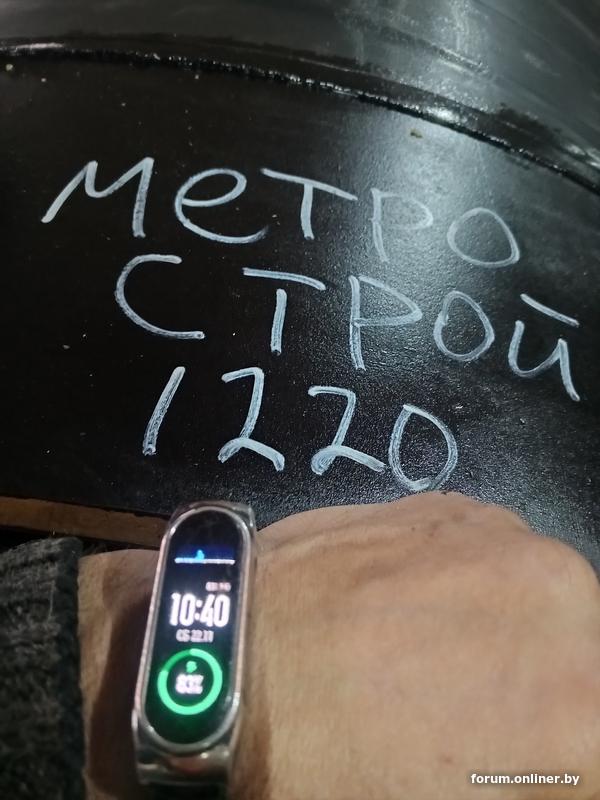 метро
строй
1220
10:40
СБ 22.11
83%
forum.onliner.by